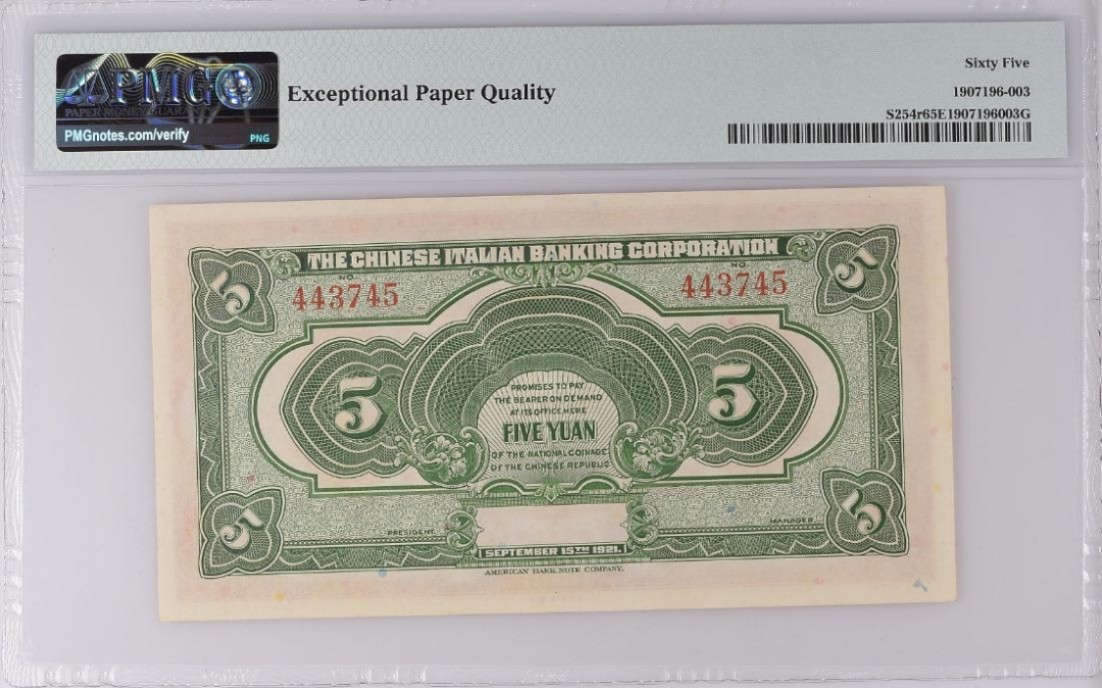 PMG
PAPER MONEY GUARANTY
PMGnotes.com/verify
PNG
Exceptional Paper Quality
Sixty Five
1907196-003
S254r65E1907196003G
THE CHINESE ITALIAN BANKING CORPORATION
5
5
NO.
NO.
443745
443745
5
5
PROMISES TO PAY
THE BEARER ON DEMAND
AT ITS OFFICE HERE
FIVE YUAN
OF THE NATIONAL COINAGE
OF THE CHINESE REPUBLIC
5
5
PRESIDENT.
MANAGER.
SEPTEMBER 15TH 1921.
AMERICAN BANK NOTE COMPANY.